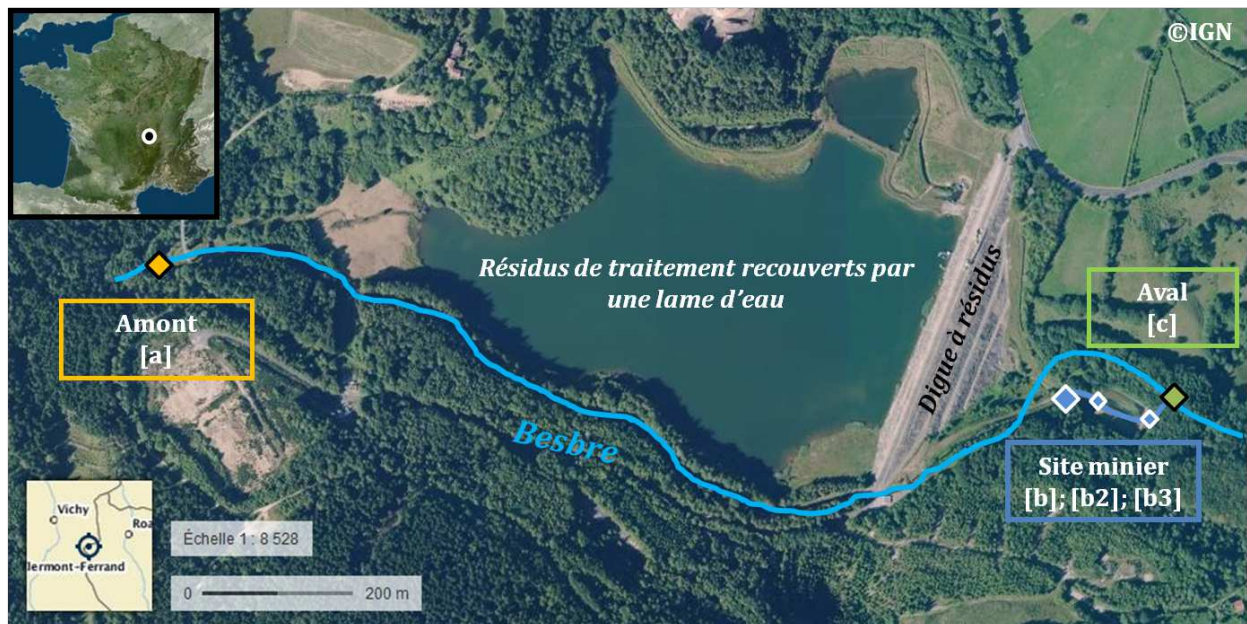 ©IGN
Résidus de traitement recouverts par
une lame d'eau
Digue à résidus
Amont
[a]
Aval
[c]
Besbre
Site minier
[b]; [b2]; [b3]
Vichy
Roa
lermont-Ferrand
Échelle 1 : 8 528
0
200 m